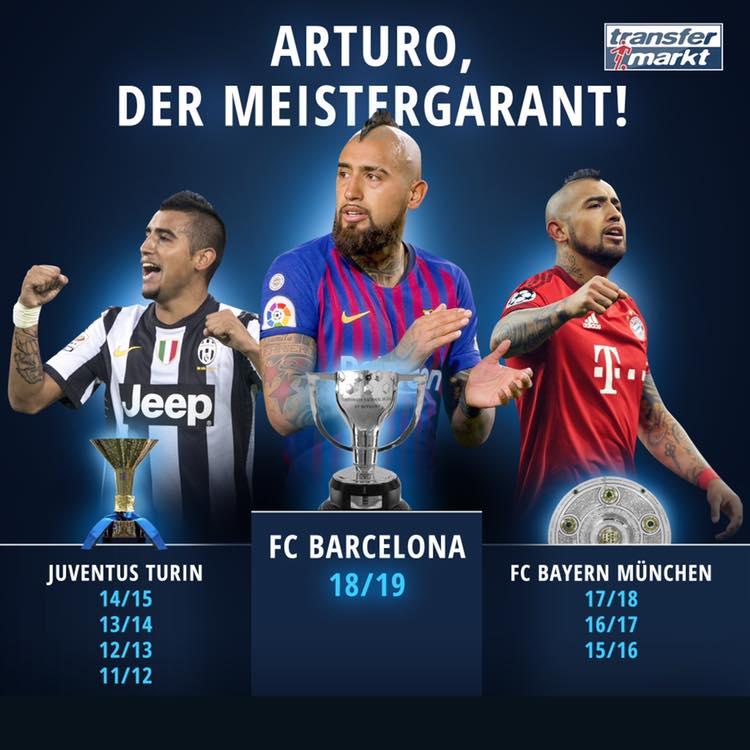 ARTURO,
DER MEISTERGARANT!
transfer
markt
Jeep
T
JUVENTUS TURIN
14/15
13/14
12/13
11/12
FC BARCELONA
18/19
FC BAYERN MÜNCHEN
17/18
16/17
15/16